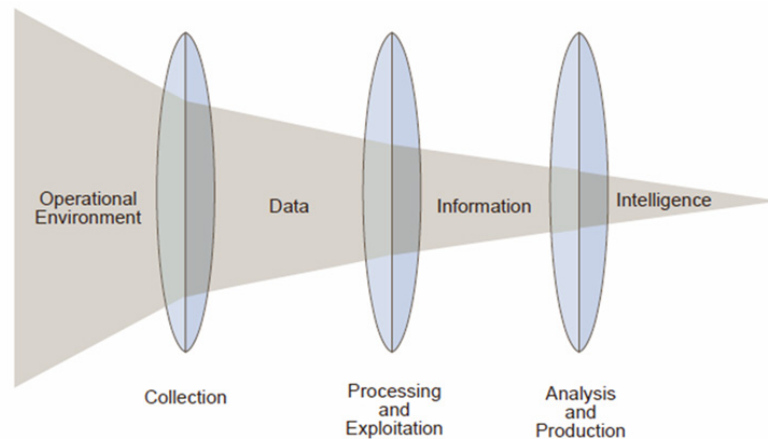 Operational
Environment
Data
Information
Intelligence
Collection
Processing
and
Exploitation
Analysis
and
Production